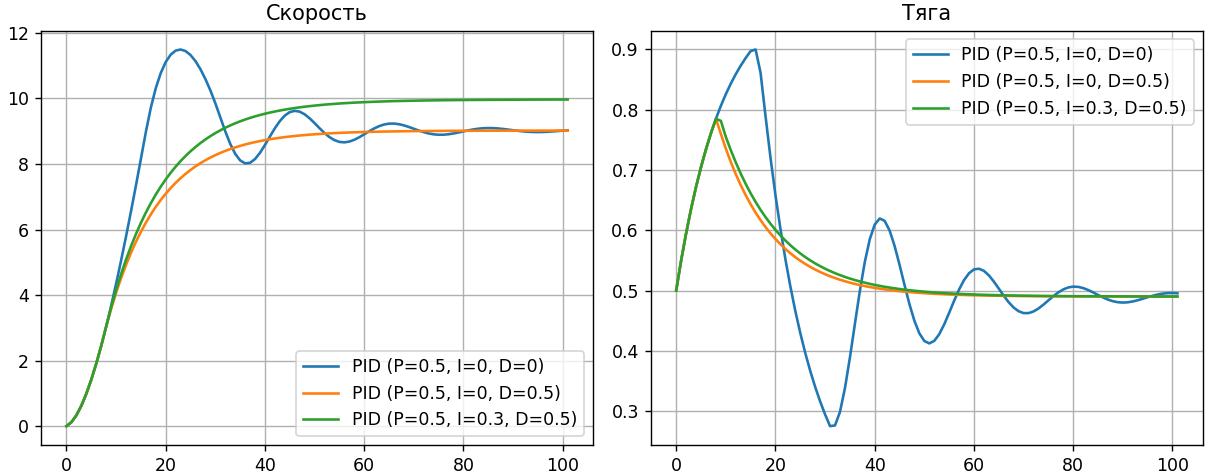 Скорость
12
10
8
6
4
2
0
0 20 40 60 80 100
PID (P=0.5, I=0, D=0)
PID (P=0.5, I=0, D=0.5)
PID (P=0.5, I=0.3, D=0.5)
Тяга
0.9
0.8
0.7
0.6
0.5
0.4
0.3
0 20 40 60 80 100
PID (P=0.5, I=0, D=0)
PID (P=0.5, I=0, D=0.5)
PID (P=0.5, I=0.3, D=0.5)